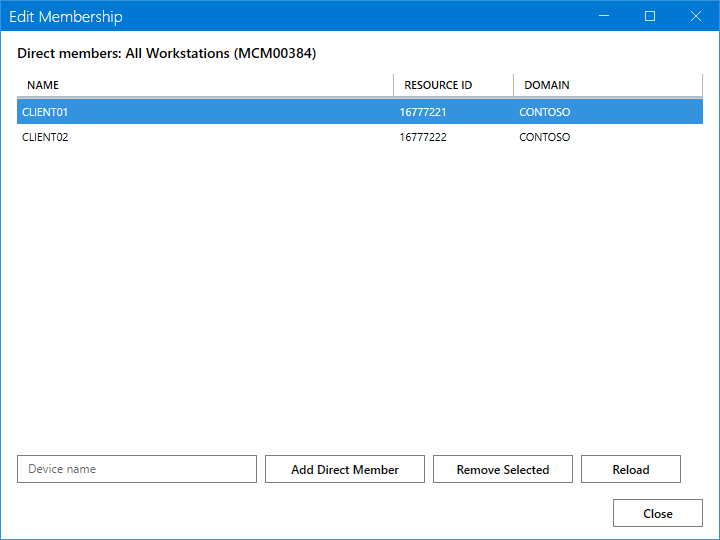 Edit Membership
Direct members: All Workstations (MCM00384)
NAME RESOURCE ID DOMAIN
CLIENT01 16777221 CONTOSO
CLIENT02 16777222 CONTOSO
Device name Add Direct Member Remove Selected Reload
Close